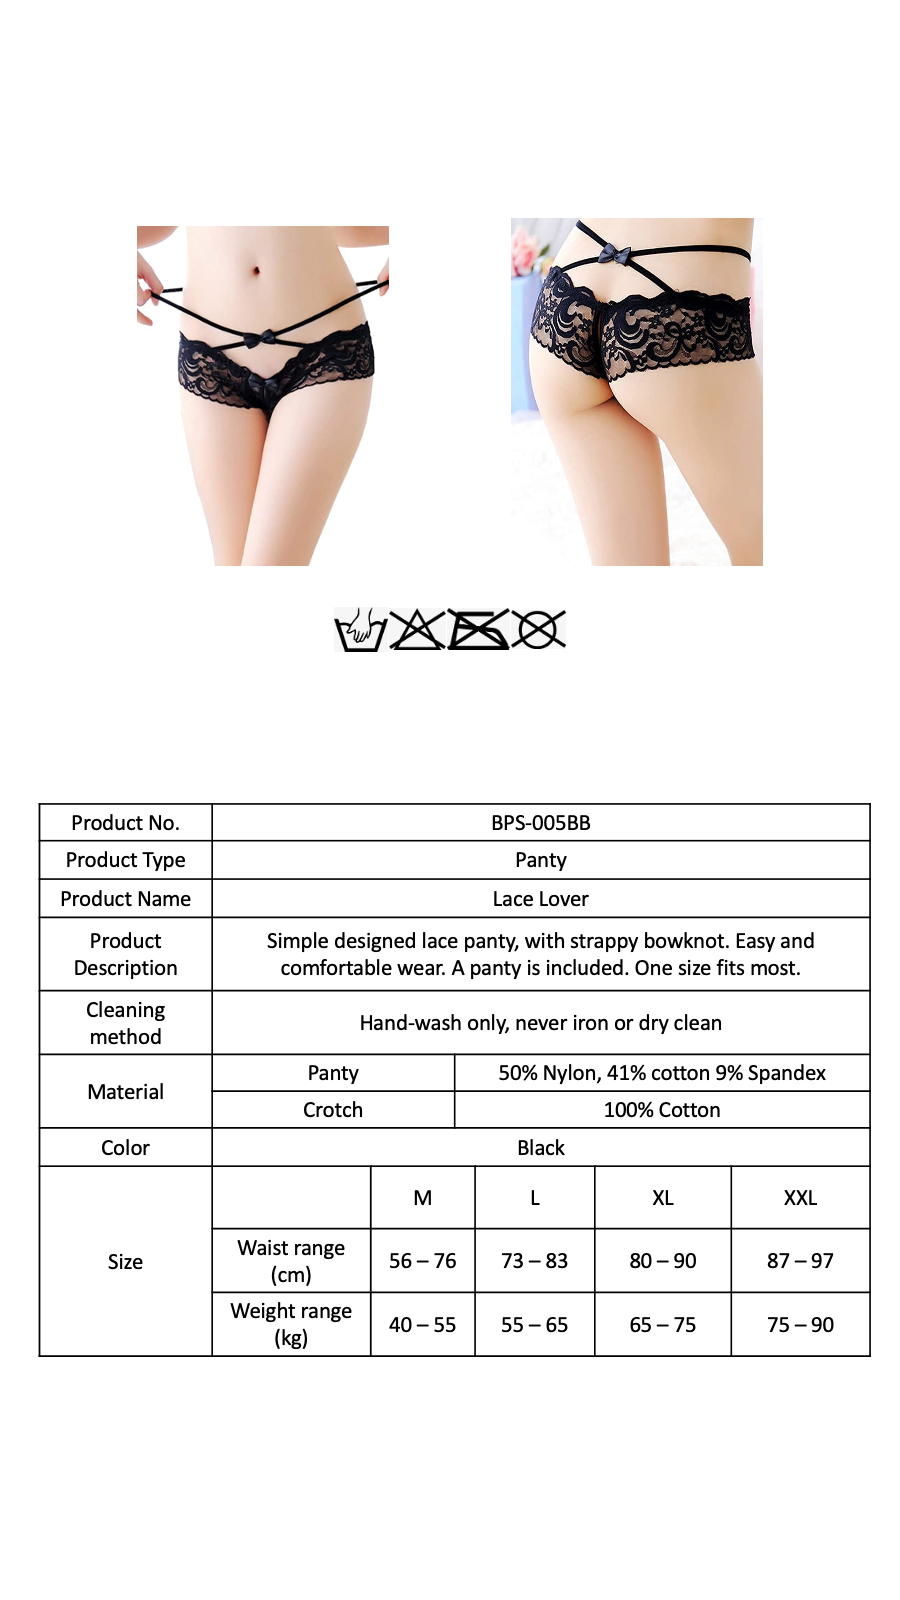 Product No.
BPS-005BB
Product Type
Panty
Product Name
Lace Lover
Product
Description
Simple designed lace panty, with strappy bowknot. Easy and
comfortable wear. A panty is included. One size fits most.
Cleaning
method
Hand-wash only, never iron or dry clean
Material
Panty
50% Nylon, 41% cotton 9% Spandex
Crotch
100% Cotton
Color
Black
Size
M
L
XL
XXL
Waist range
(cm)
56 – 76
73 – 83
80 – 90
87 – 97
Weight range
(kg)
40 – 55
55 – 65
65 – 75
75 – 90